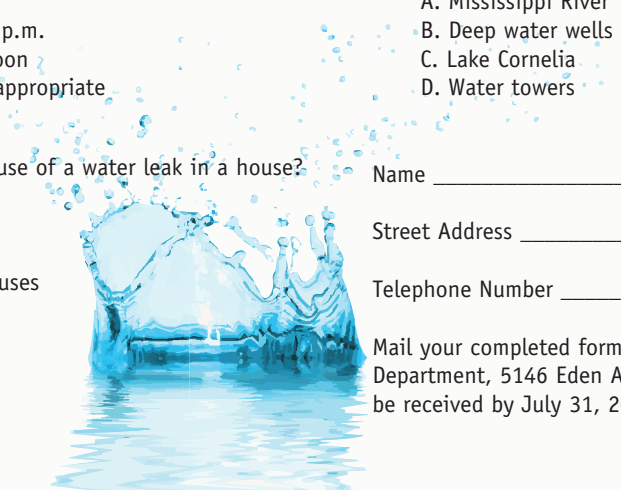 p.m.
oon
appropriate
use of a water leak in a house?
uses
A. Mississippi River
B. Deep water wells
C. Lake Cornelia
D. Water towers
Name
Street Address
Telephone Number
Mail your completed form
Department, 5146 Eden A
be received by July 31, 2